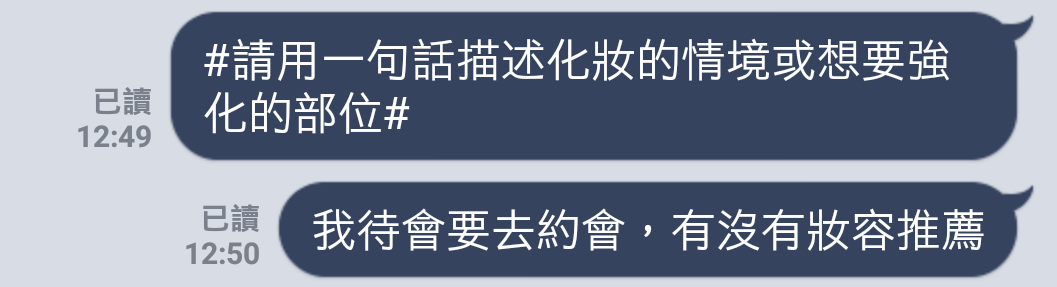 #請用一句話描述化妝的情境或想要強
化的部位#
已讀
12:49
我待會要去約會，有沒有妝容推薦
已讀
12:50